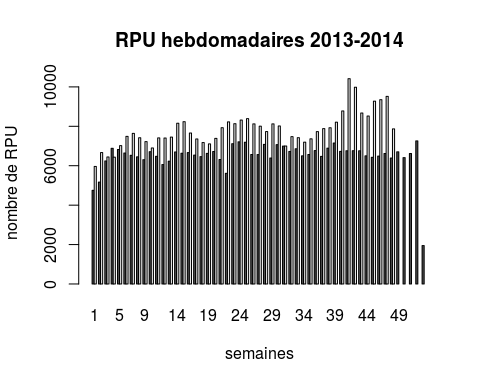 RPU hebdomadaires 2013-2014
nombre de RPU
10000
6000
2000
0
1 5 9 14 19 24 29 34 39 44 49
semaines